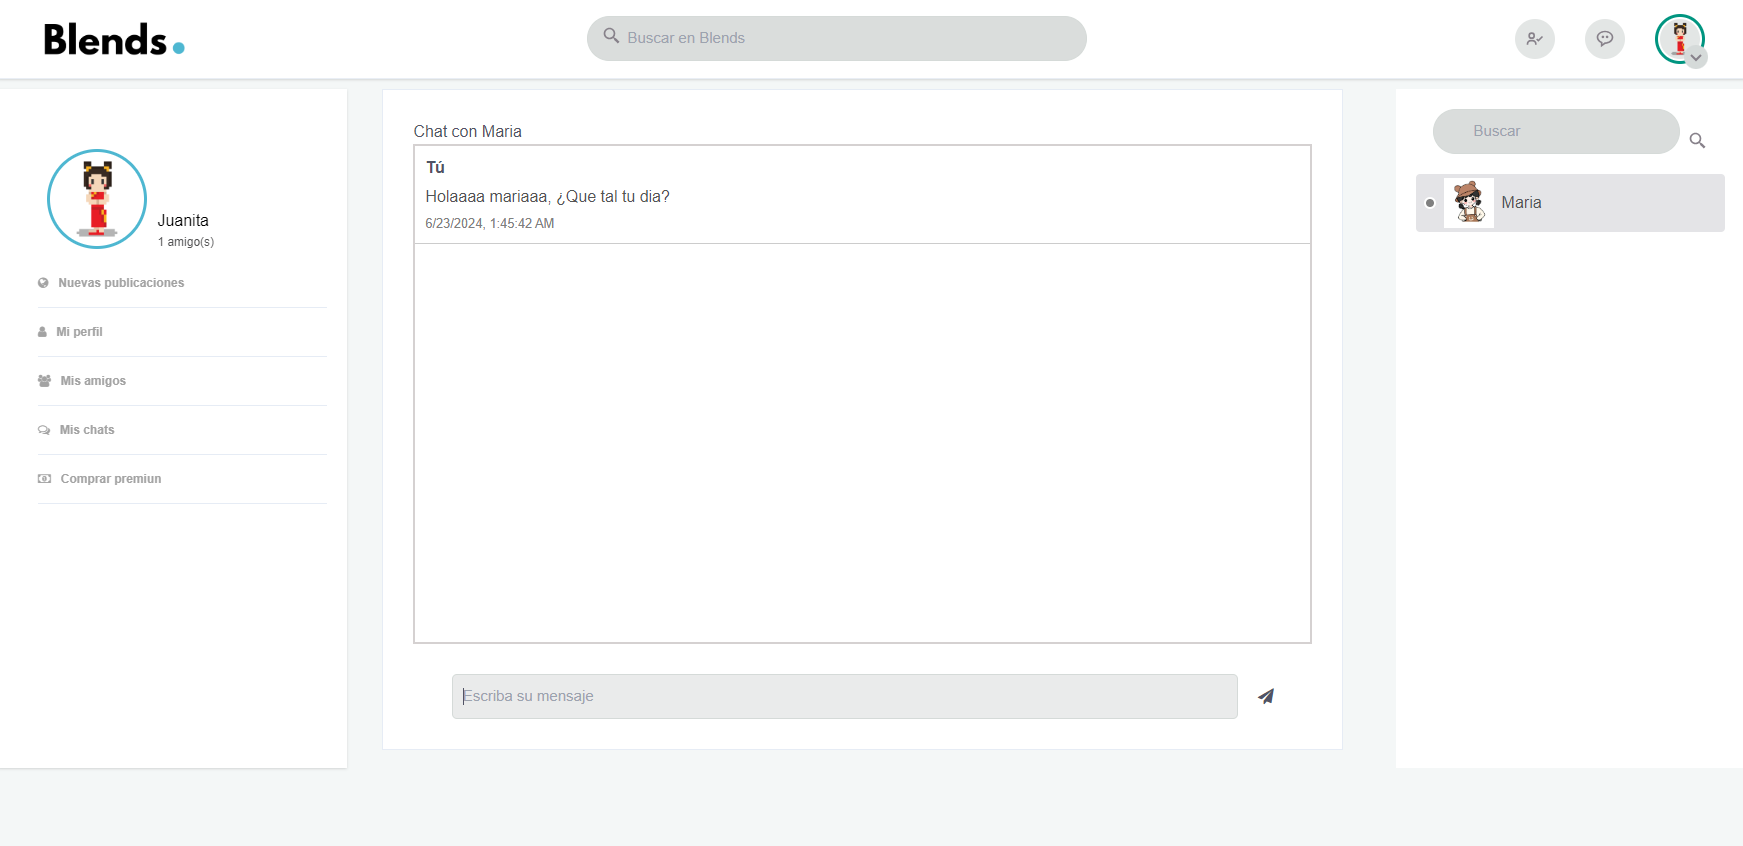 Blends.
Buscar en Blends
Juanita
1 amigo(s)
Nuevas publicaciones
Mi perfil
Mis amigos
Mis chats
Comprar premiun
Chat con Maria
Tú
Holaaaa mariaaa, ¿Que tal tu dia?
6/23/2024, 1:45:42 AM
Escriba su mensaje
Buscar
Maria